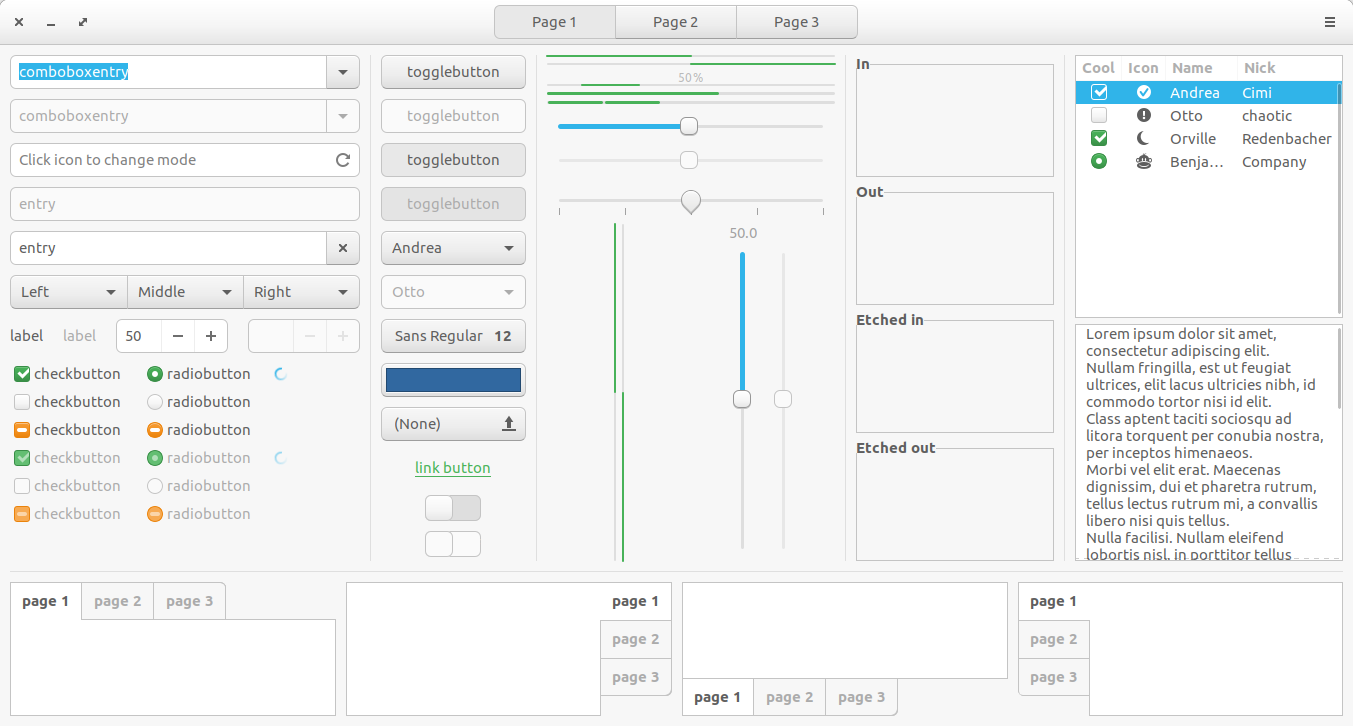 Page 1
Page 2
Page 3
comboboxentry
comboboxentry
Click icon to change mode
entry
entry
Left
Middle
Right
label
label
50
checkbutton
radiobutton
checkbutton
radiobutton
checkbutton
radiobutton
checkbutton
radiobutton
checkbutton
radiobutton
checkbutton
radiobutton
togglebutton
togglebutton
togglebutton
togglebutton
Andrea
Otto
Sans Regular 12
(None)
link button
50 %
50.0
In
Out
Etched in
Etched out
Cool Icon Name Nick
Andrea Cimi
Otto chaotic
Orville Redenbacher
Benja... Company
Lorem ipsum dolor sit amet,
consectetur adipiscing elit.
Nullam fringilla, est ut feugiat
ultrices, elit lacus ultricies nibh, id
commodo tortor nisi id elit.
Class aptent taciti sociosqu ad
litora torquent per conubia nostra,
per inceptos himenaeos.
Morbi vel elit erat. Maecenas
dignissim, dui et pharetra rutrum,
tellus lectus rutrum mi, a convallis
libero nisi quis tellus.
Nulla facilisi. Nullam eleifend
lobortis nisl, in porttitor tellus
page 1
page 2
page 3
page 1
page 2
page 3
page 1
page 2
page 3
page 1
page 2
page 3